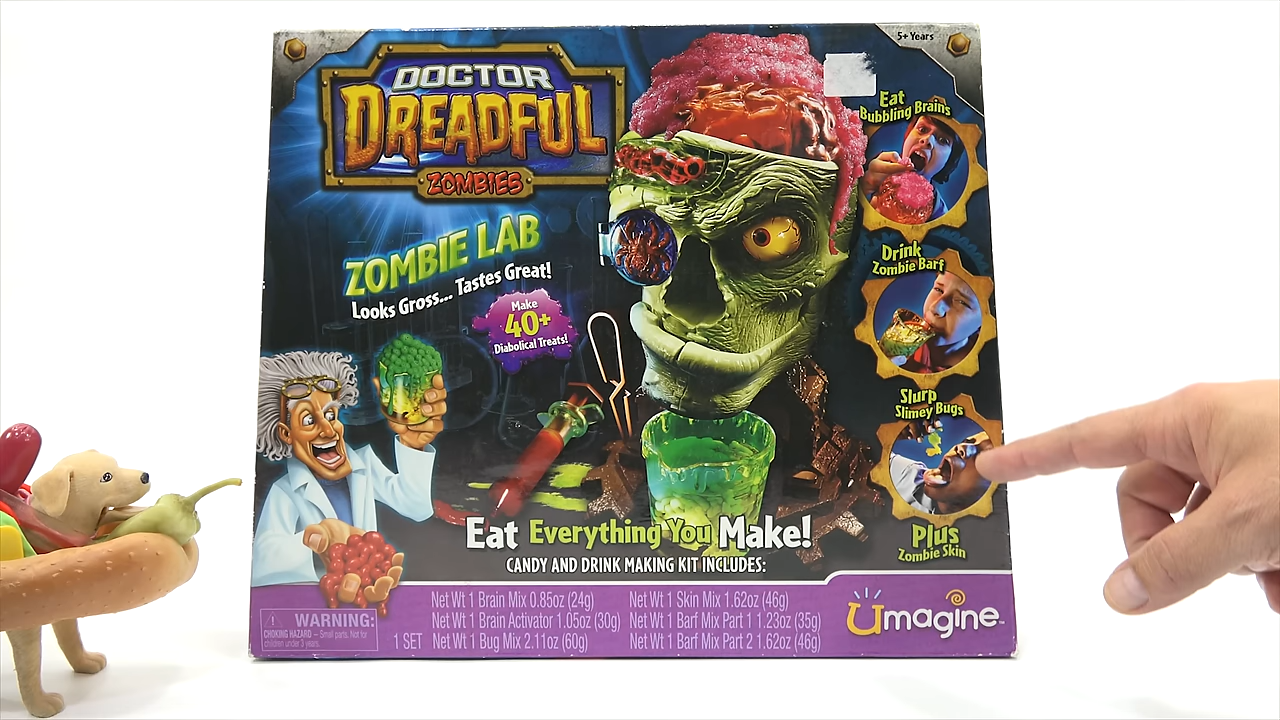 5+ Years
DOCTOR
DREADFUL
ZOMBIES
ZOMBIE LAB
Looks Gross... Tastes Great!
Make
40+
Diabolical Treats!
Eat
Bubbling Brains
Drink
Zombie Barf
Slurp
Slimey Bugs
Plus
Zombie Skin
Eat Everything You Make!
CANDY AND DRINK MAKING KIT INCLUDES:
1 SET
Net Wt 1 Brain Mix 0.85oz (24g)
Net Wt 1 Brain Activator 1.05oz (30g)
Net Wt 1 Bug Mix 2.11oz (60g)
Net Wt 1 Skin Mix 1.62oz (46g)
Net Wt 1 Barf Mix Part 1 1.23oz (35g)
Net Wt 1 Barf Mix Part 2 1.62oz (46g)
WARNING:
CHOKING HAZARD – Small parts. Not for
children under 3 years.
Umagine™